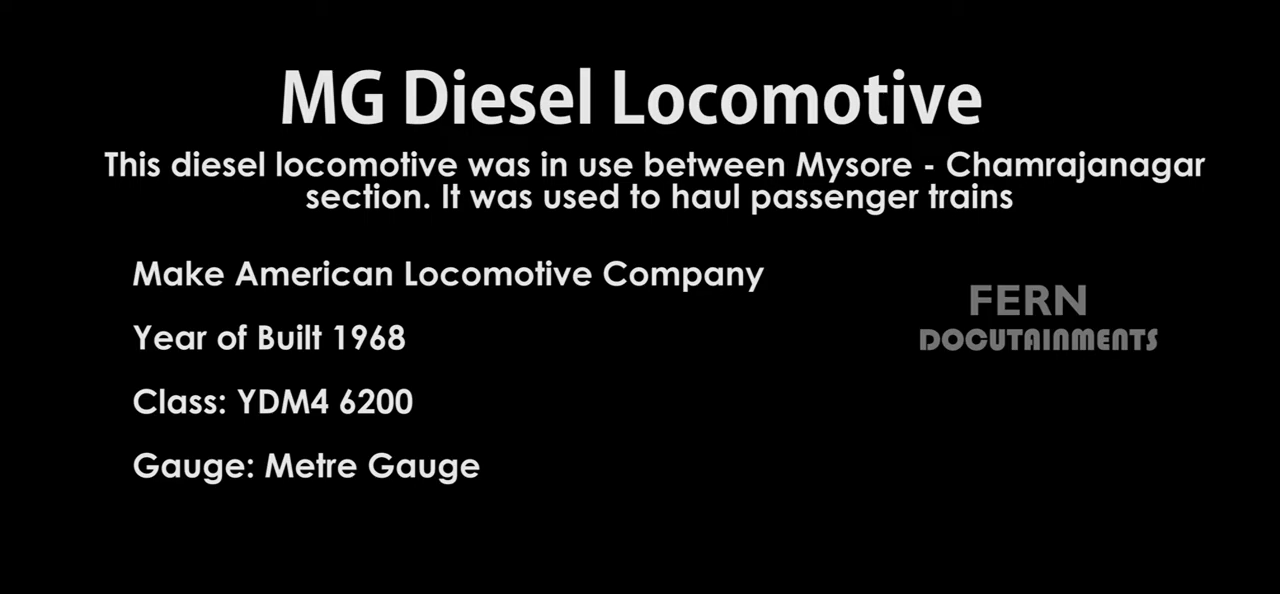 MG Diesel Locomotive
This diesel locomotive was in use between Mysore - Chamrajanagar
section. It was used to haul passenger trains
Make American Locomotive Company
Year of Built 1968
Class: YDM4 6200
Gauge: Metre Gauge
FERN
DOCUTAINMENTS